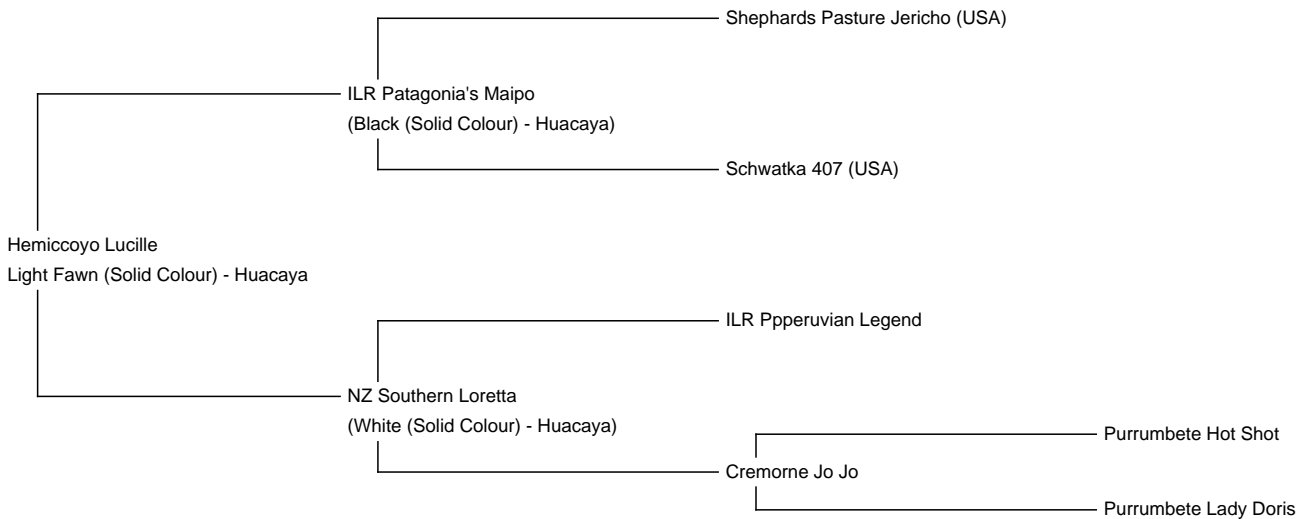 Shephards Pasture Jericho (USA)
ILR Patagonia's Maipo
(Black (Solid Colour) - Huacaya)
Schwatka 407 (USA)
Hemiccoyo Lucille
Light Fawn (Solid Colour) - Huacaya
ILR Ppperuvian Legend
NZ Southern Loretta
(White (Solid Colour) - Huacaya)
Purrumbete Hot Shot
Cremorne Jo Jo
Purrumbete Lady Doris